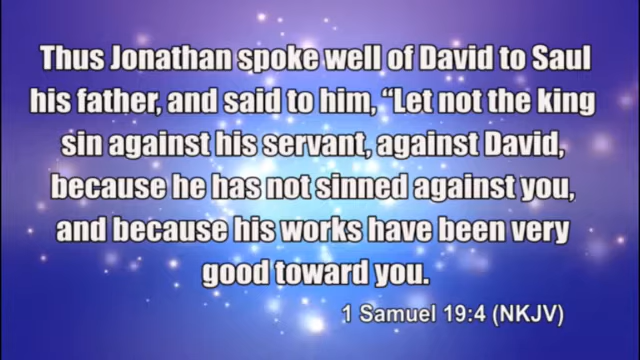 Thus Jonathan spoke well of David to Saul
his father, and said to him, “Let not the king
sin against his servant, against David,
because he has not sinned against you,
and because his works have been very
good toward you.
1 Samuel 19:4 (NKJV)